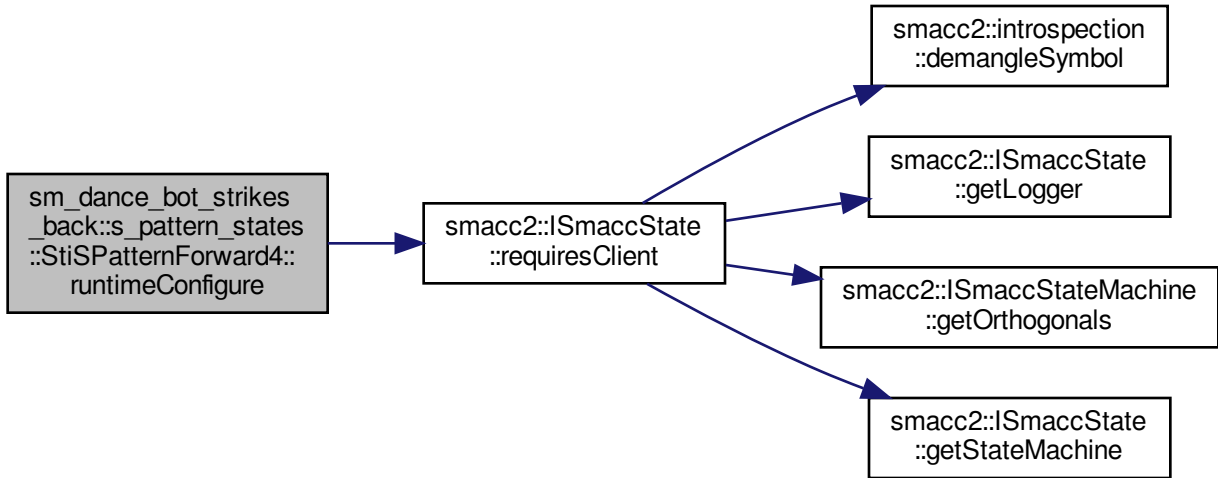 sm_dance_bot_strikes
_back::s_pattern_states
::StiSPatternForward4::
runtimeConfigure
smacc2::ISmaccState
::requiresClient
smacc2::introspection
::demangleSymbol
smacc2::ISmaccState
::getLogger
smacc2::ISmaccStateMachine
::getOrthogonals
smacc2::ISmaccState
::getStateMachine